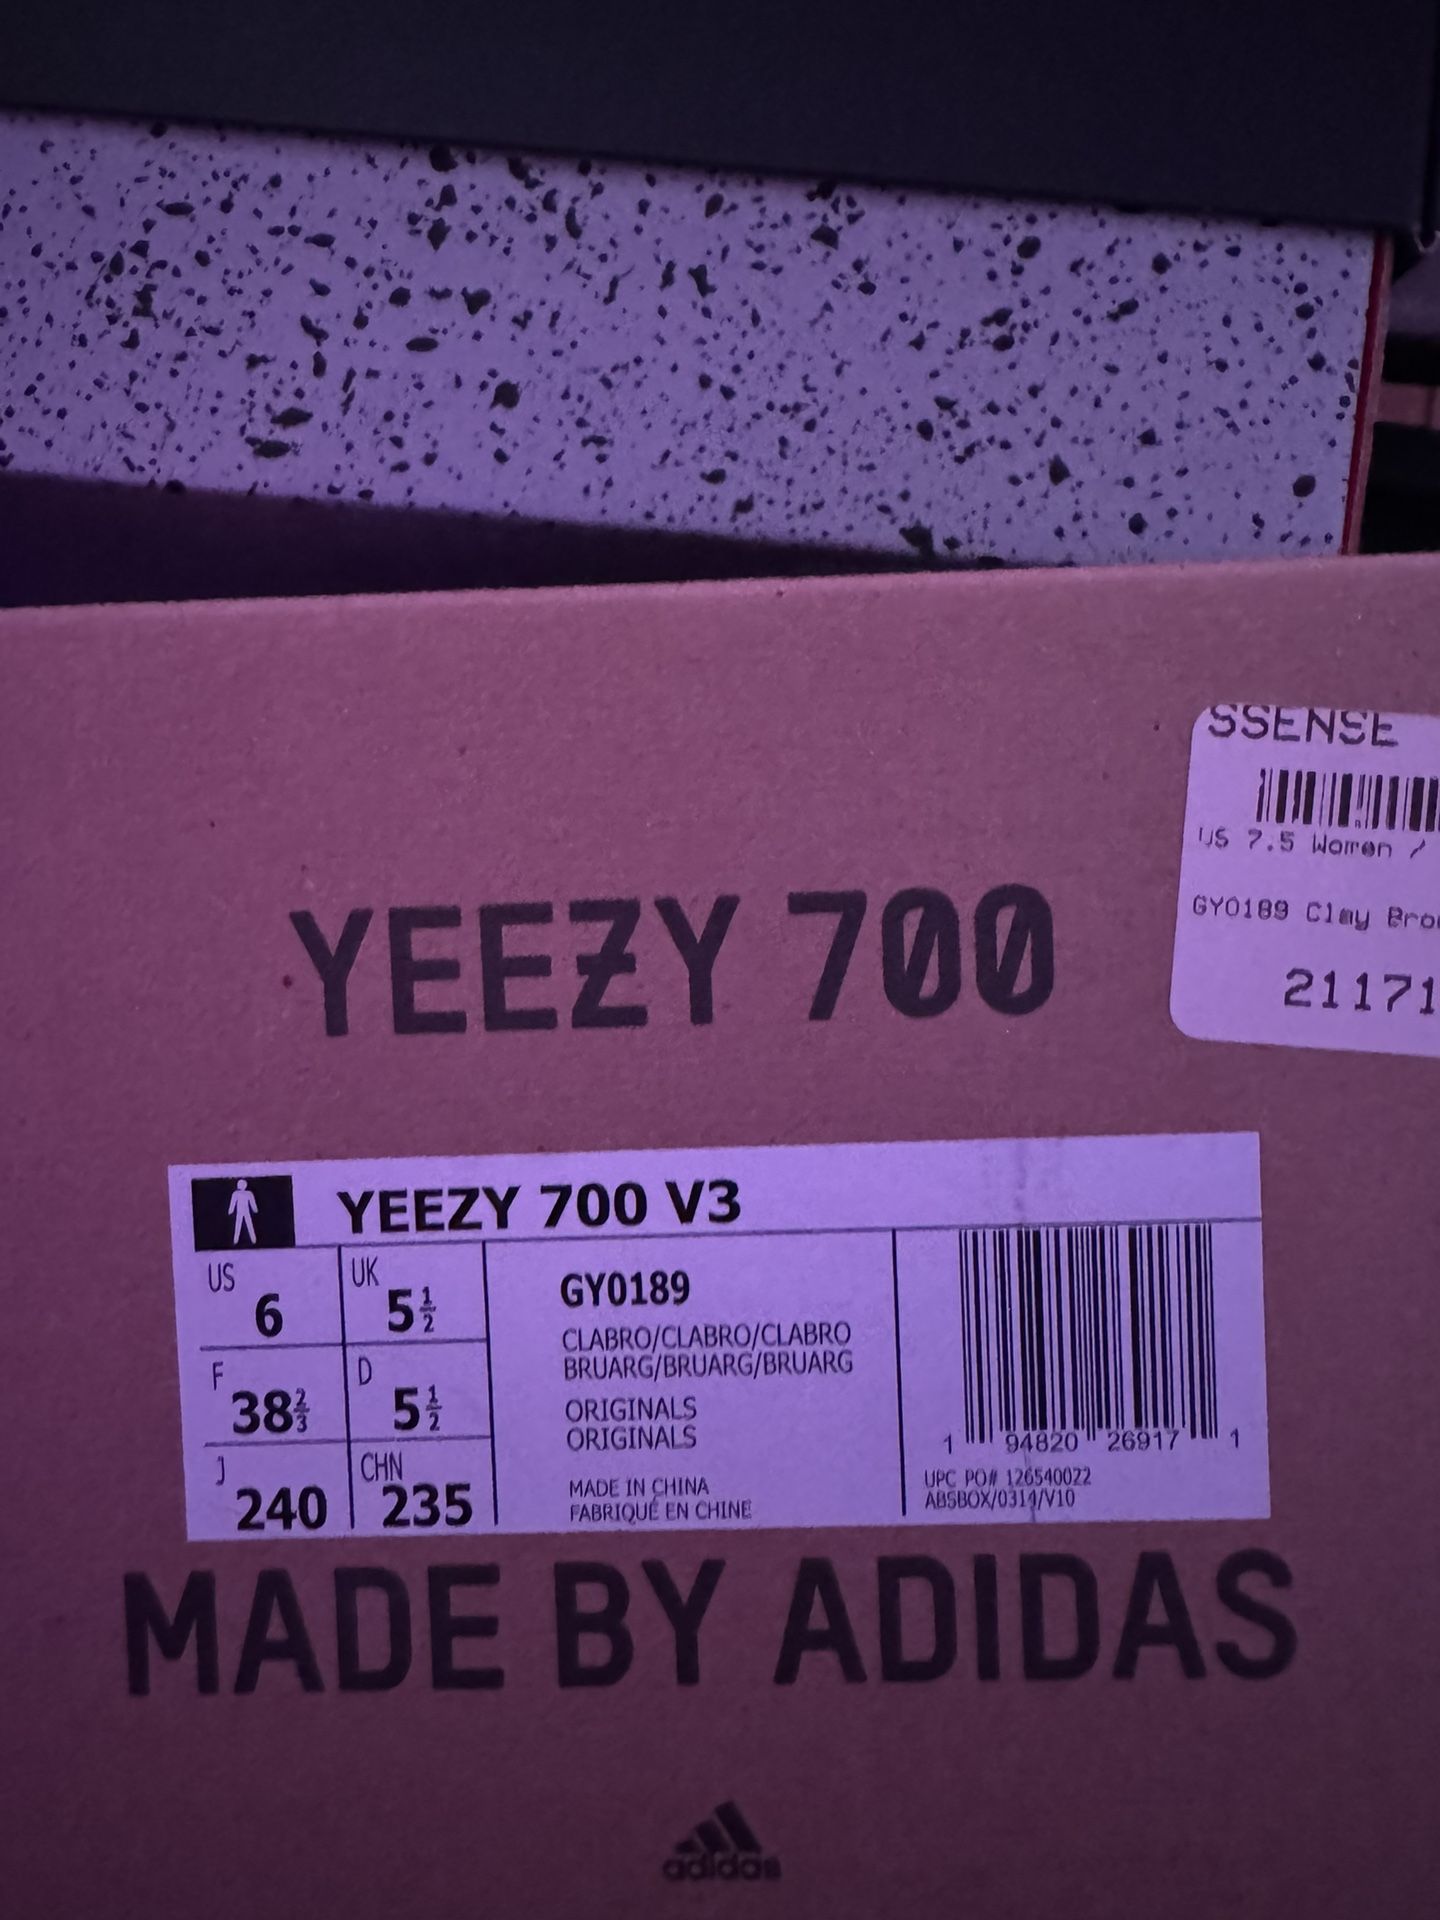 SSENSE
US 7.5 Women /
GY0189 Clay
21171
YEEZY 700
YEEZY 700 V3
US 6
UK 5½
F 38⅔
D 5½
J 240
CHN 235
GY0189
CLABRO/CLABRO/CLABRO
BRUARG/BRUARG/BRUARG
ORIGINALS
ORIGINALS
MADE IN CHINA
FABRIQUÉ EN CHINE
1 94820 26917 1
UPC PO# 126540022
ABSBOX/0314/V10
MADE BY ADIDAS
adidas